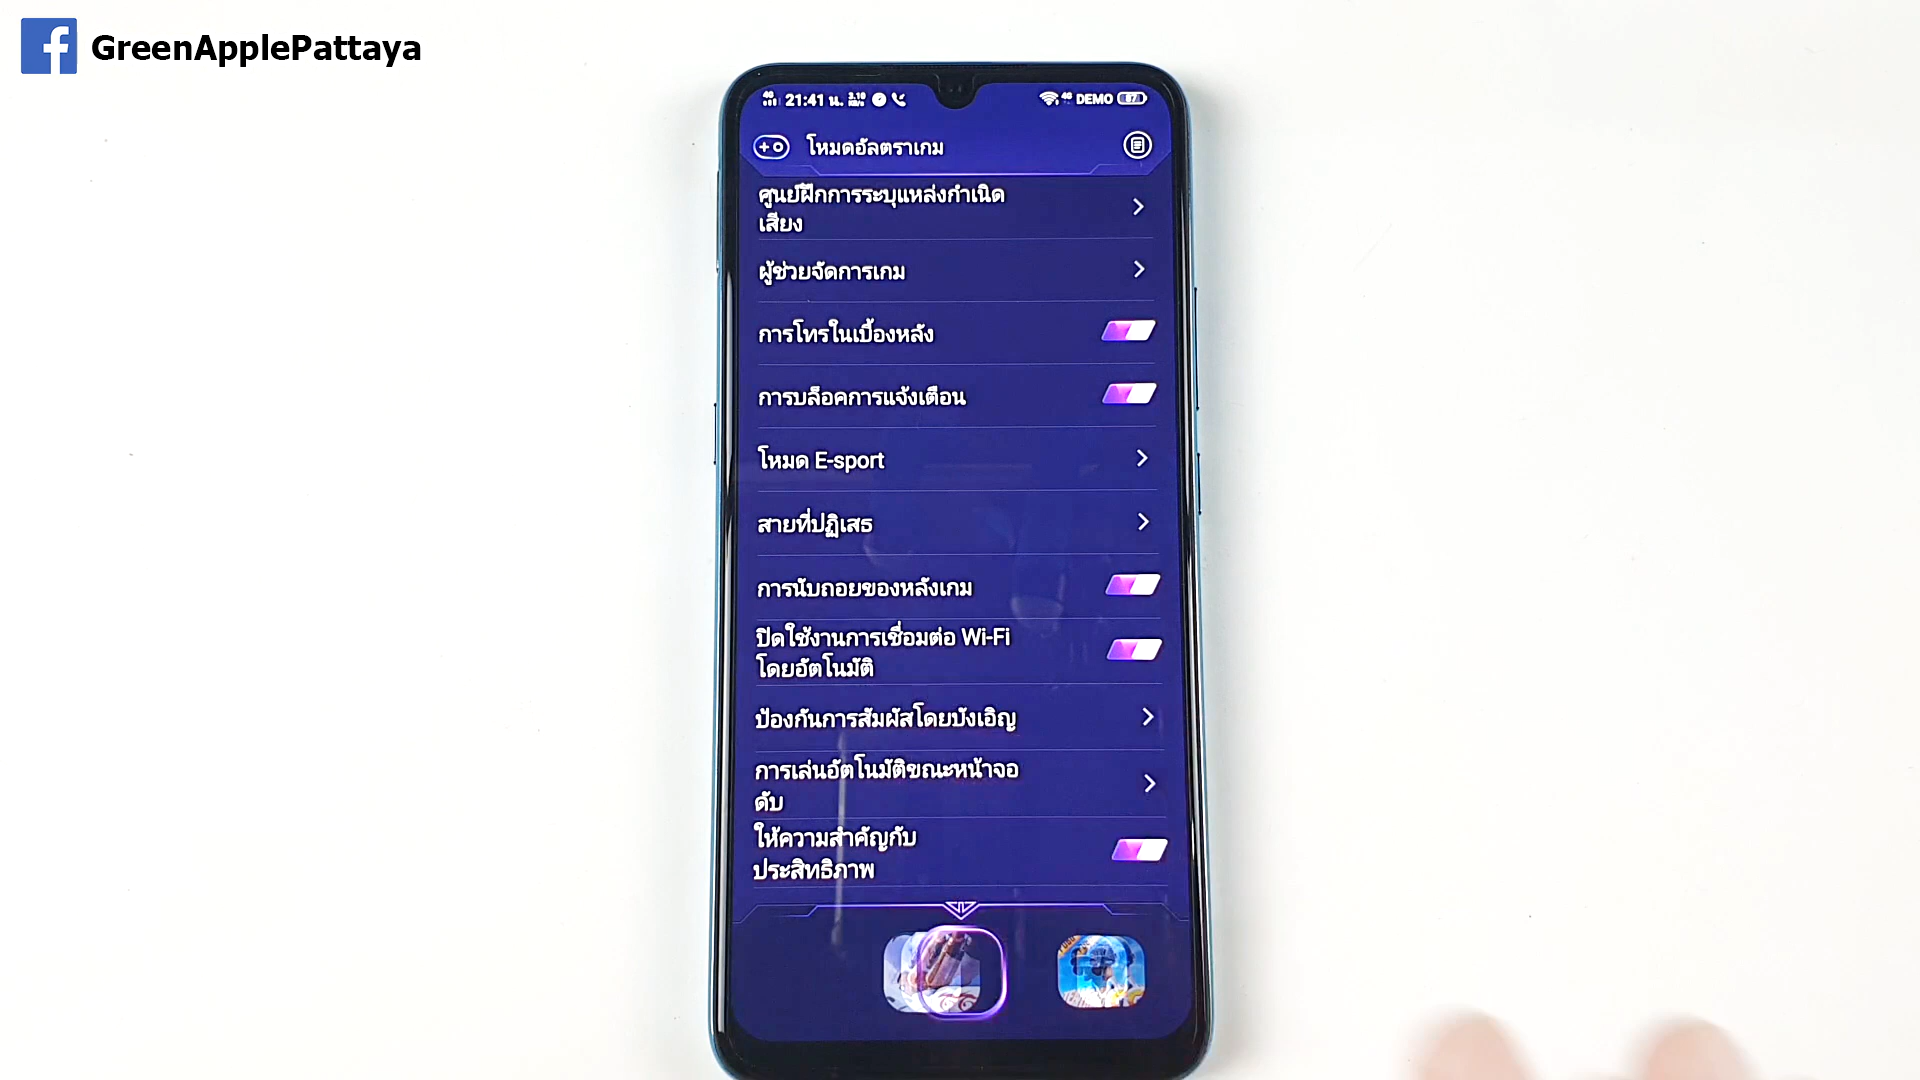 GreenApplePattaya
21:41 น. DEMO 87
โหมดอัลตราเกม
ศูนย์ฝึกการระบุแหล่งกำเนิด
เสียง
ผู้ช่วยจัดการเกม
การโทรในเบื้องหลัง
การบล็อคการแจ้งเตือน
โหมด E-sport
สายที่ปฏิเสธ
การนับถอยของหลังเกม
ปิดใช้งานการเชื่อมต่อ Wi-Fi
โดยอัตโนมัติ
ป้องกันการสัมผัสโดยบังเอิญ
การเล่นอัตโนมัติขณะหน้าจอ
ดับ
ให้ความสำคัญกับ
ประสิทธิภาพ